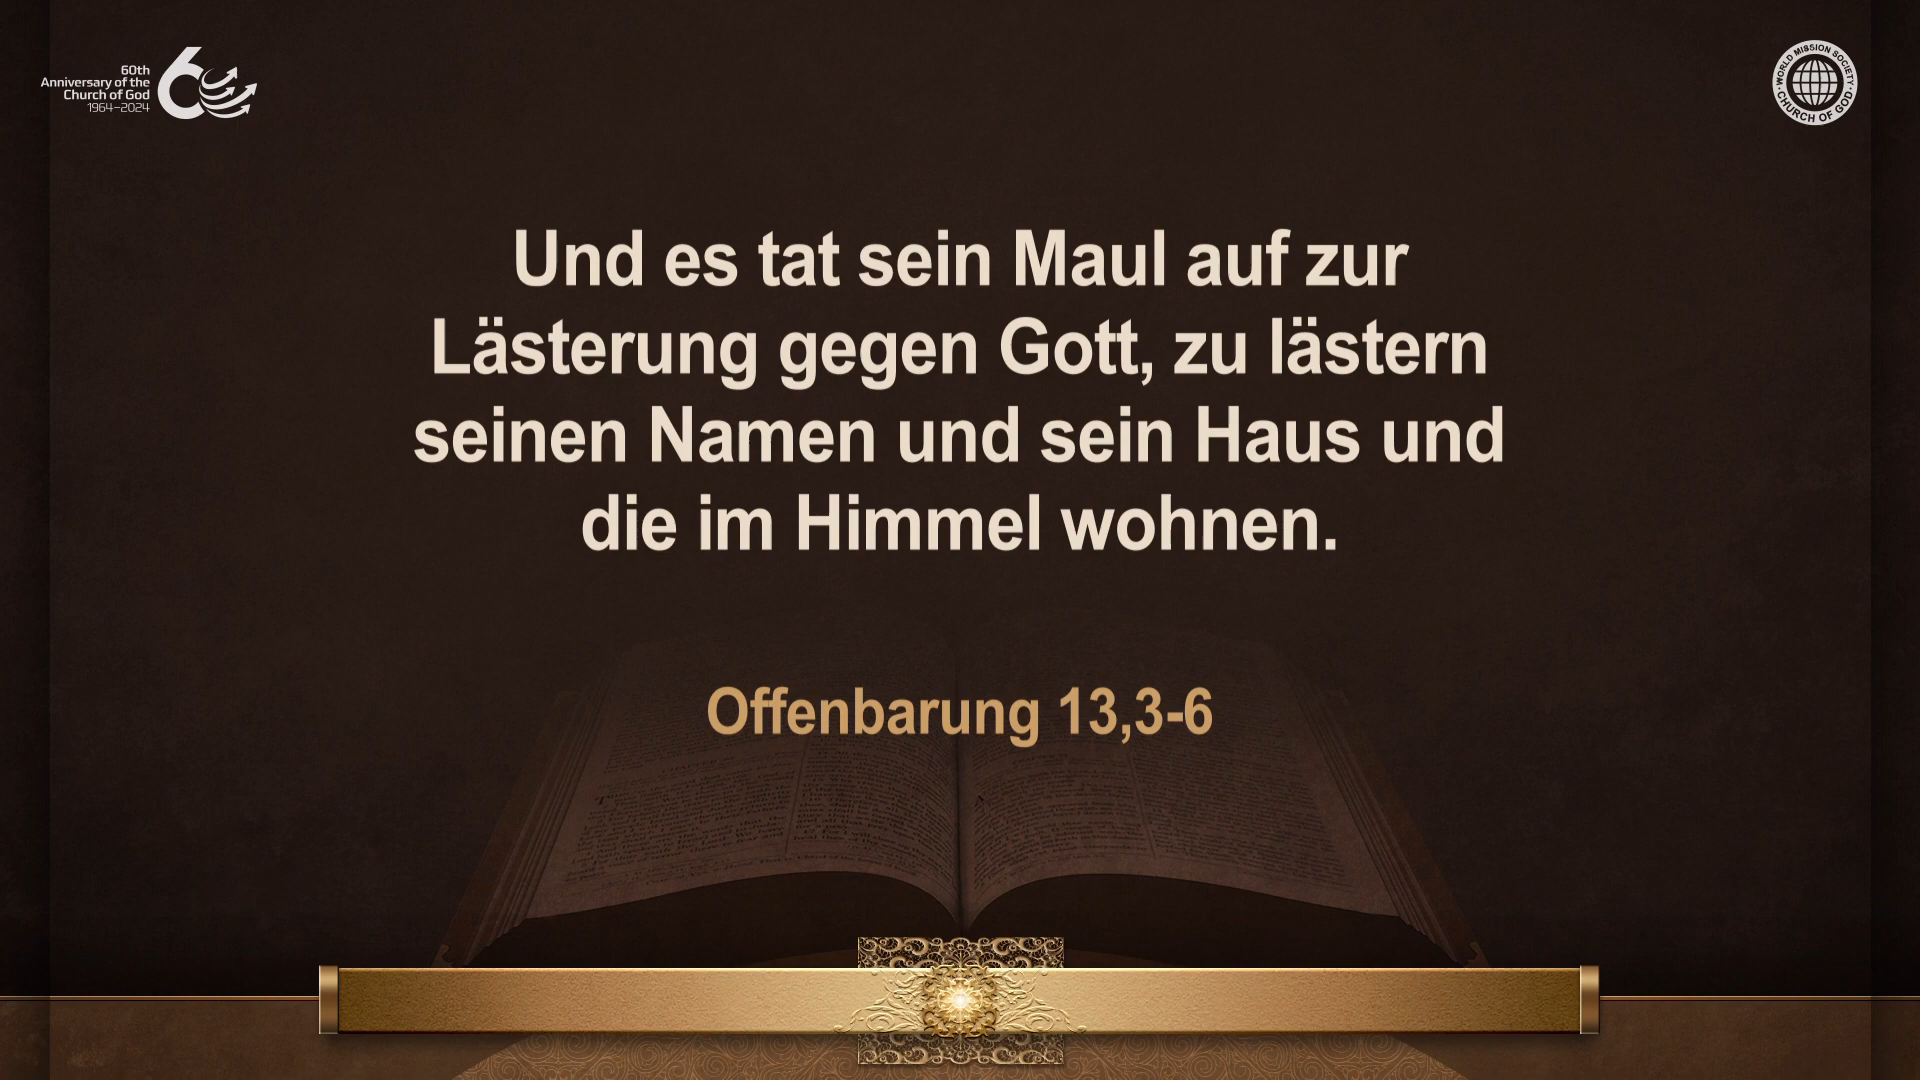 60th
Anniversary of the
Church of God
1964–2024
60
WORLD MISSION SOCIETY
CHURCH OF GOD
Und es tat sein Maul auf zur
Lästerung gegen Gott, zu lästern
seinen Namen und sein Haus und
die im Himmel wohnen.
Offenbarung 13,3-6